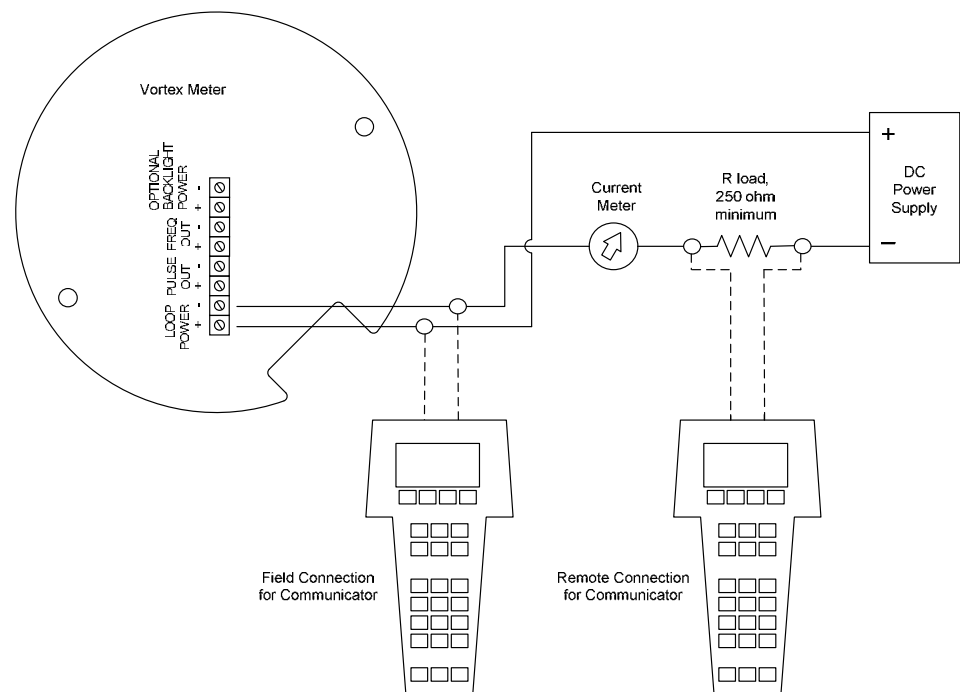 Vortex Meter
OPTIONAL
BACKLIGHT
POWER
-
+
FREQ
OUT
-
+
PULSE
OUT
-
+
LOOP
POWER
-
+
Current
Meter
R load,
250 ohm
minimum
+
DC
Power
Supply
–
Field Connection
for Communicator
Remote Connection
for Communicator